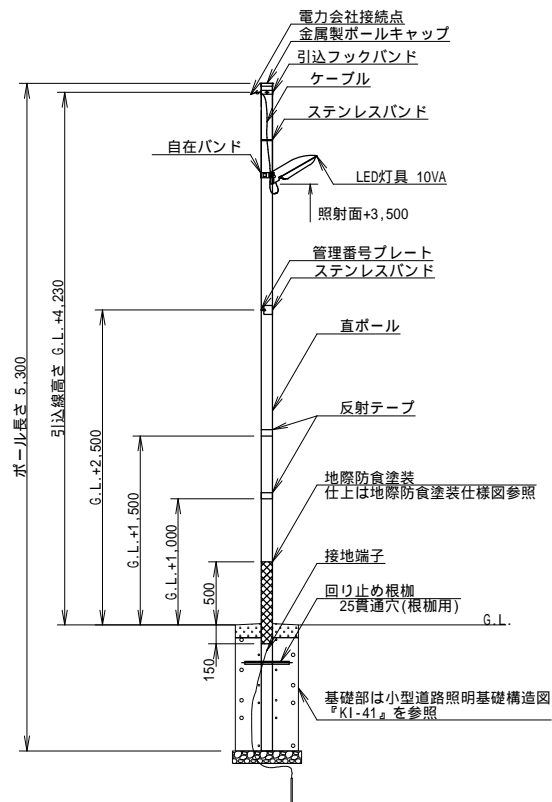 電力会社接続点
金属製ポールキャップ
引込フックバンド
ケーブル
ステンレスバンド
自在バンド
LED灯具 10VA
照射面+3,500
管理番号プレート
ステンレスバンド
直ポール
反射テープ
地際防食塗装
仕上は地際防食塗装仕様図参照
接地端子
回り止め根枷
25貫通穴(根枷用)
G.L.
基礎部は小型道路照明基礎構造図
『KI-41』を参照
ポール長さ 5,300
引込線高さ G.L.+4,230
G.L.+2,500
G.L.+1,500
G.L.+1,000
500
150